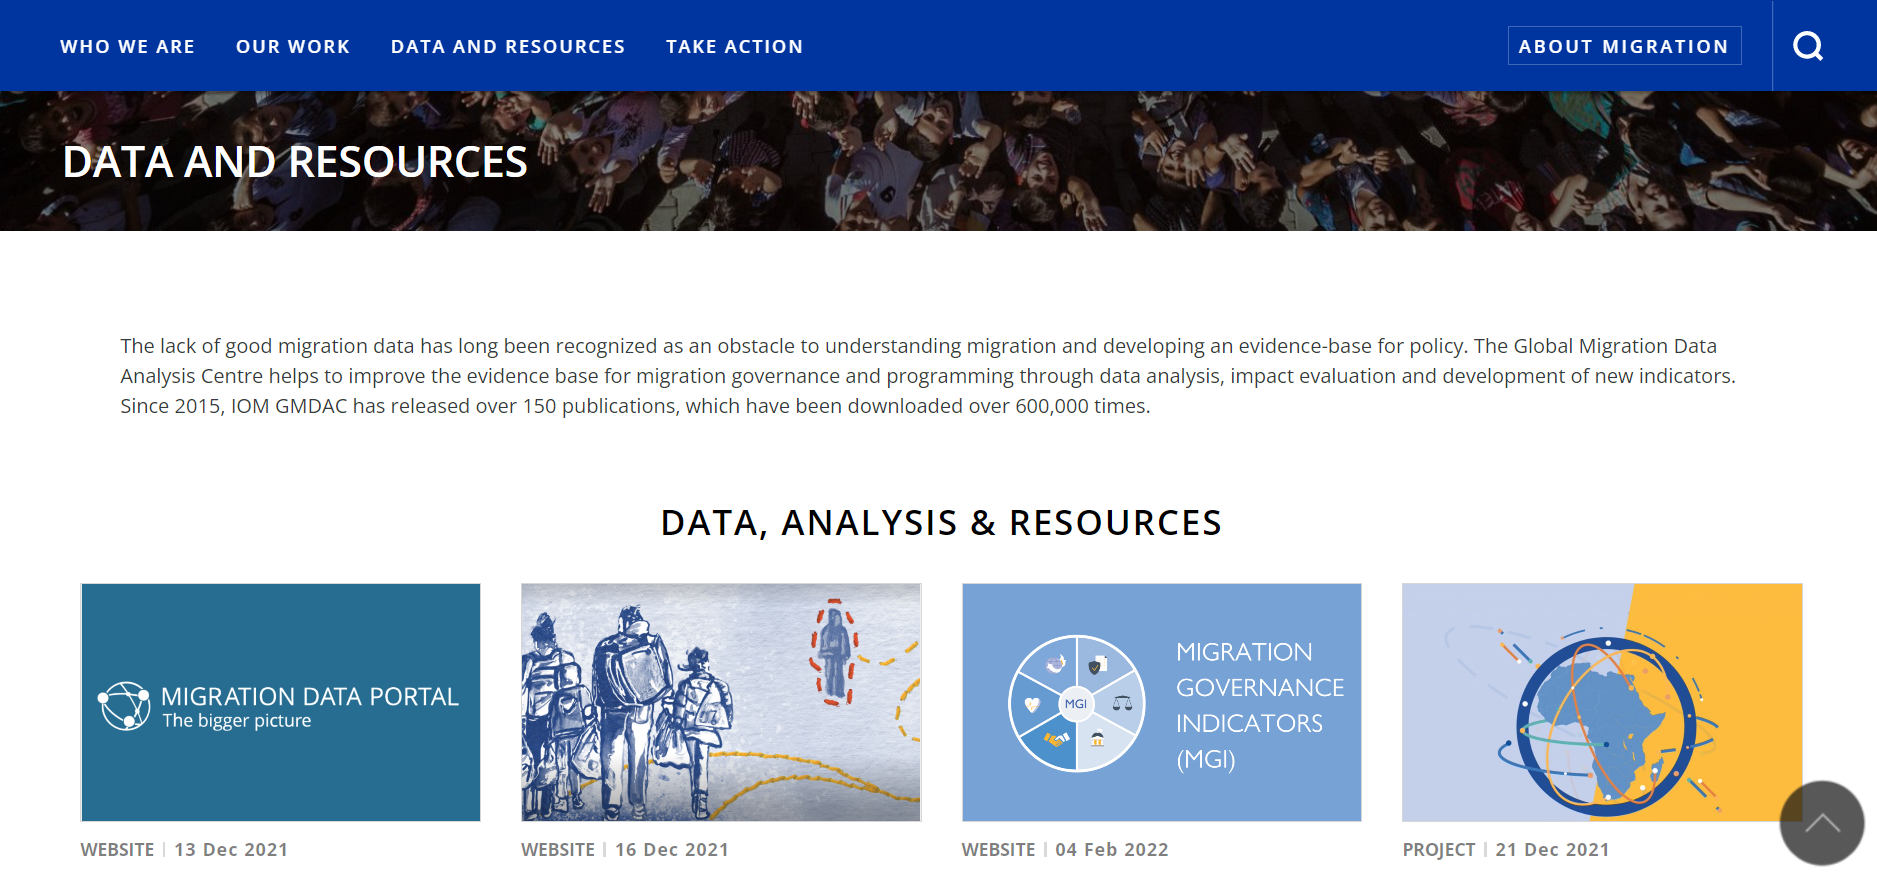 WHO WE ARE
OUR WORK
DATA AND RESOURCES
TAKE ACTION
ABOUT MIGRATION
DATA AND RESOURCES
The lack of good migration data has long been recognized as an obstacle to understanding migration and developing an evidence-base for policy. The Global Migration Data
Analysis Centre helps to improve the evidence base for migration governance and programming through data analysis, impact evaluation and development of new indicators.
Since 2015, IOM GMDAC has released over 150 publications, which have been downloaded over 600,000 times.
DATA, ANALYSIS & RESOURCES
MIGRATION DATA PORTAL
The bigger picture
MGI
MIGRATION
GOVERNANCE
INDICATORS
(MGI)
WEBSITE | 13 Dec 2021
WEBSITE | 16 Dec 2021
WEBSITE | 04 Feb 2022
PROJECT | 21 Dec 2021